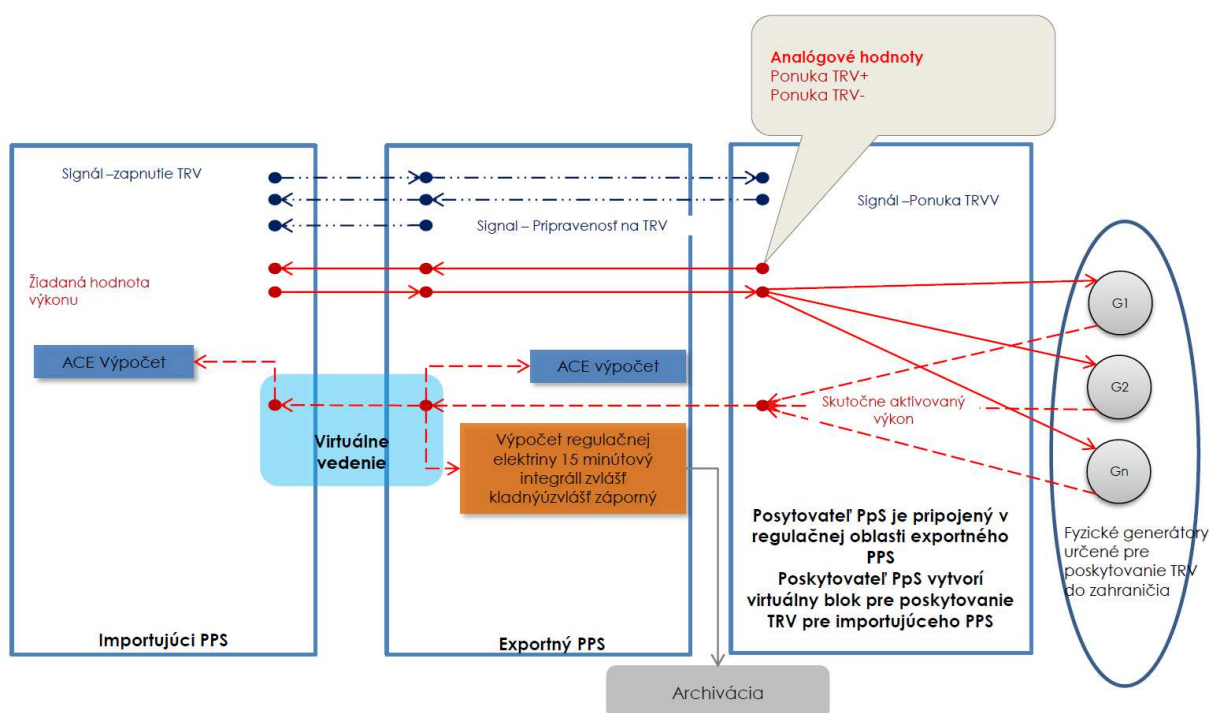 Analógové hodnoty
Ponuka TRV+
Ponuka TRV-
Signál –zapnutie TRV
Signál –Ponuka TRVV
Signal – Pripravenosť na TRV
Žiadaná hodnota
výkonu
G1
ACE Výpočet
ACE výpočet
G2
Skutočne aktivovaný
výkon
Virtuálne
vedenie
Výpočet regulačnej
elektriny 15 minútový
integráll zvlášť
kladnýúzvlášť záporný
Gn
Posytovateľ PpS je pripojený v
regulačnej oblasti exportného
PPS
Poskytovateľ PpS vytvorí
virtuálny blok pre poskytovanie
TRV pre importujúceho PPS
Fyzické generátory
určené pre
poskytovanie TRV
do zahraničia
Importujúci PPS
Exportný PPS
Archivácia